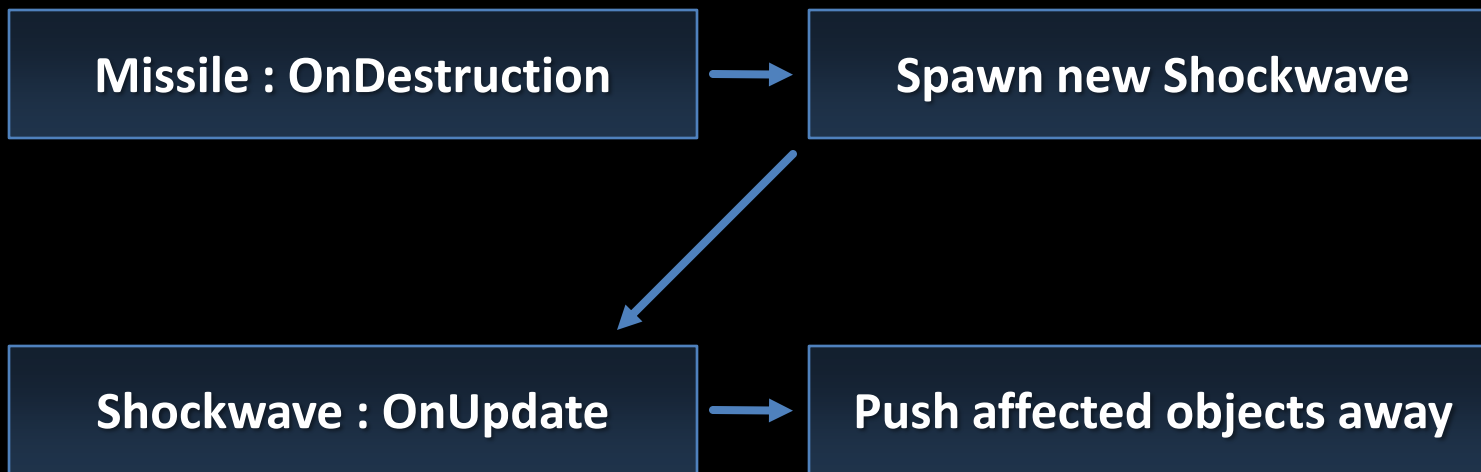 Missile : OnDestruction
Spawn new Shockwave
Shockwave : OnUpdate
Push affected objects away